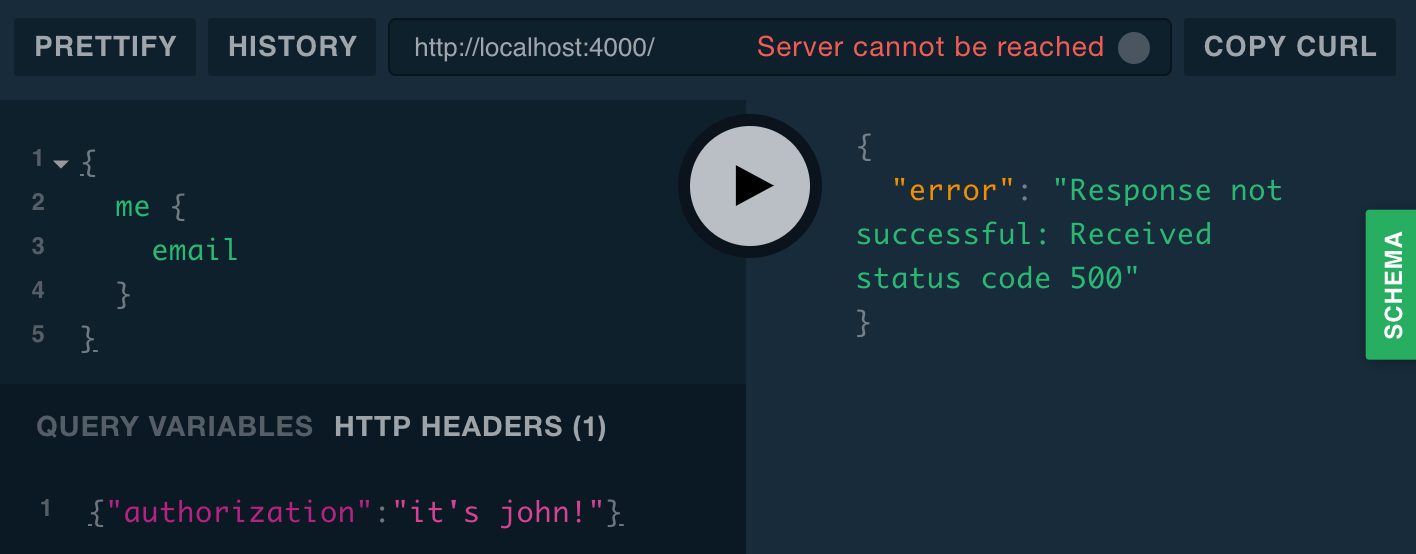 PRETTIFY HISTORY http://localhost:4000/ Server cannot be reached COPY CURL
1 {
2 me {
3 email
4 }
5 }
{
"error": "Response not
successful: Received
status code 500"
}
SCHEMA
QUERY VARIABLES HTTP HEADERS (1)
1 {"authorization":"it's john!"}